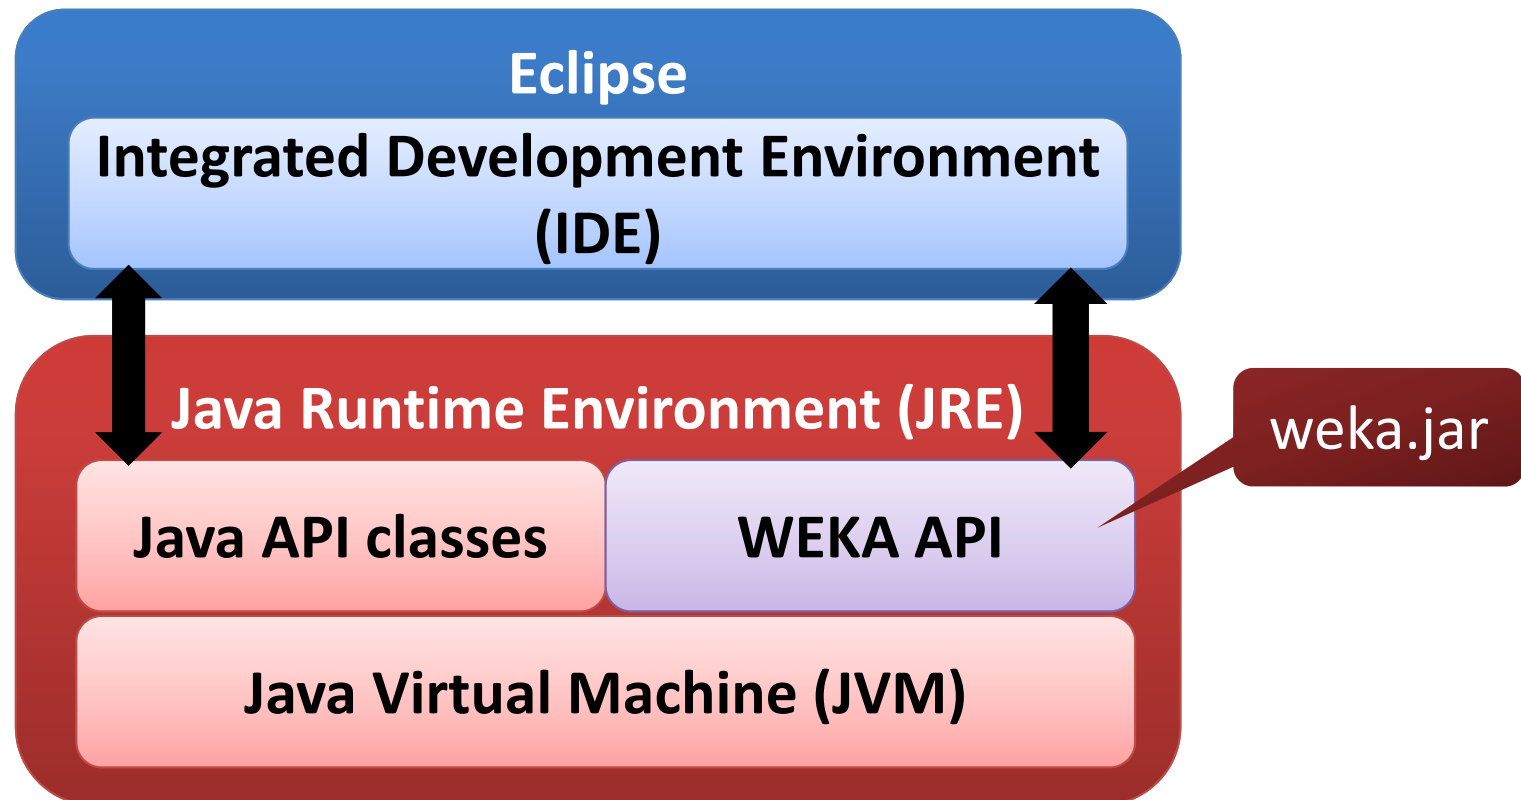 Eclipse
Integrated Development Environment
(IDE)
Java Runtime Environment (JRE)
weka.jar
Java API classes
WEKA API
Java Virtual Machine (JVM)